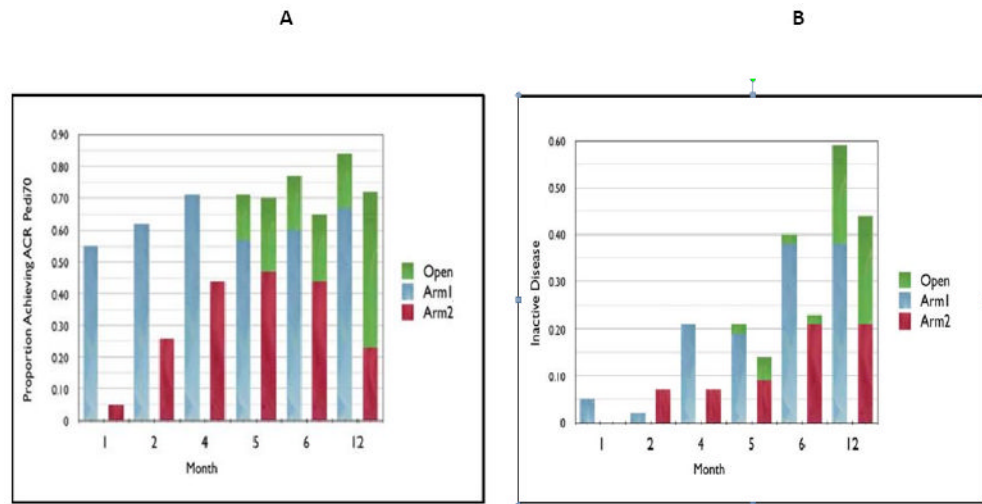 A
B
Proportion Achieving ACR Pedi70
0.90
0.80
0.70
0.60
0.50
0.40
0.30
0.20
0.10
0
1 2 4 5 6 12
Month
Open
Arm1
Arm2
Inactive Disease
0.60
0.50
0.40
0.30
0.20
0.10
0.00
1 2 4 5 6 12
Month
Open
Arm1
Arm2